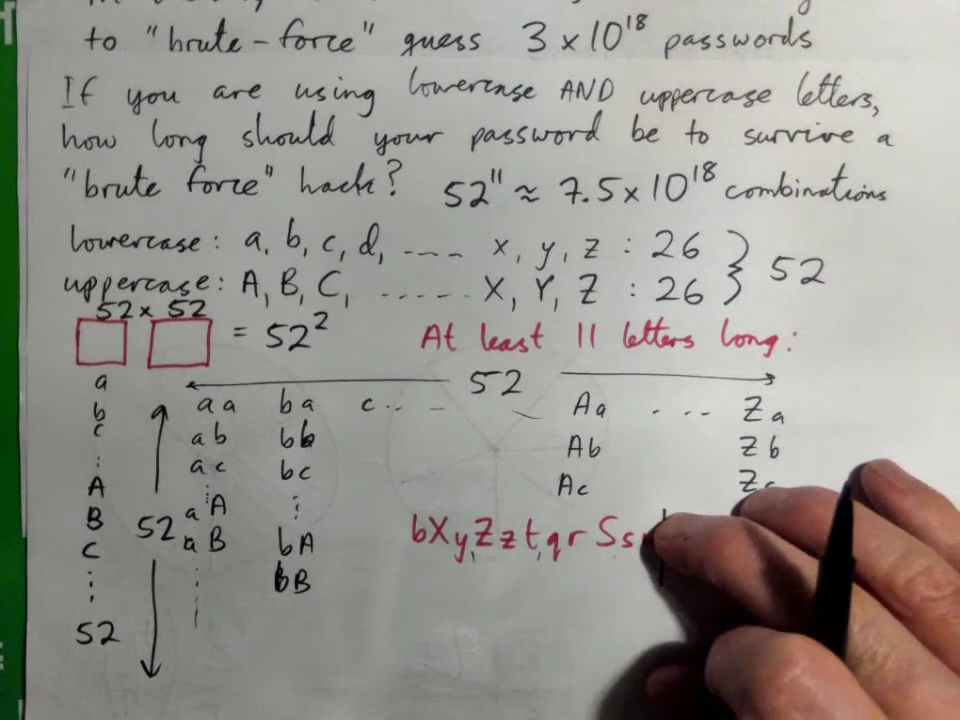 to "brute-force" guess 3 x 10^18 passwords
If you are using lowercase AND uppercase letters,
how long should your password be to survive a
"brute force" hack? 52^11 ≈ 7.5 x 10^18 combinations
lowercase: a, b, c, d, ---- x, y, z : 26 } 52
uppercase: A, B, C, ...... X, Y, Z : 26
52 x 52
= 52^2 At least 11 letters long:
52
a
b
c
:
A
B
C
:
52
52
aa ba c.. - Aa .... Za
ab bb Ab Zb
ac bc Ac
aA :
aB bA
bB
bXyZztqrSs